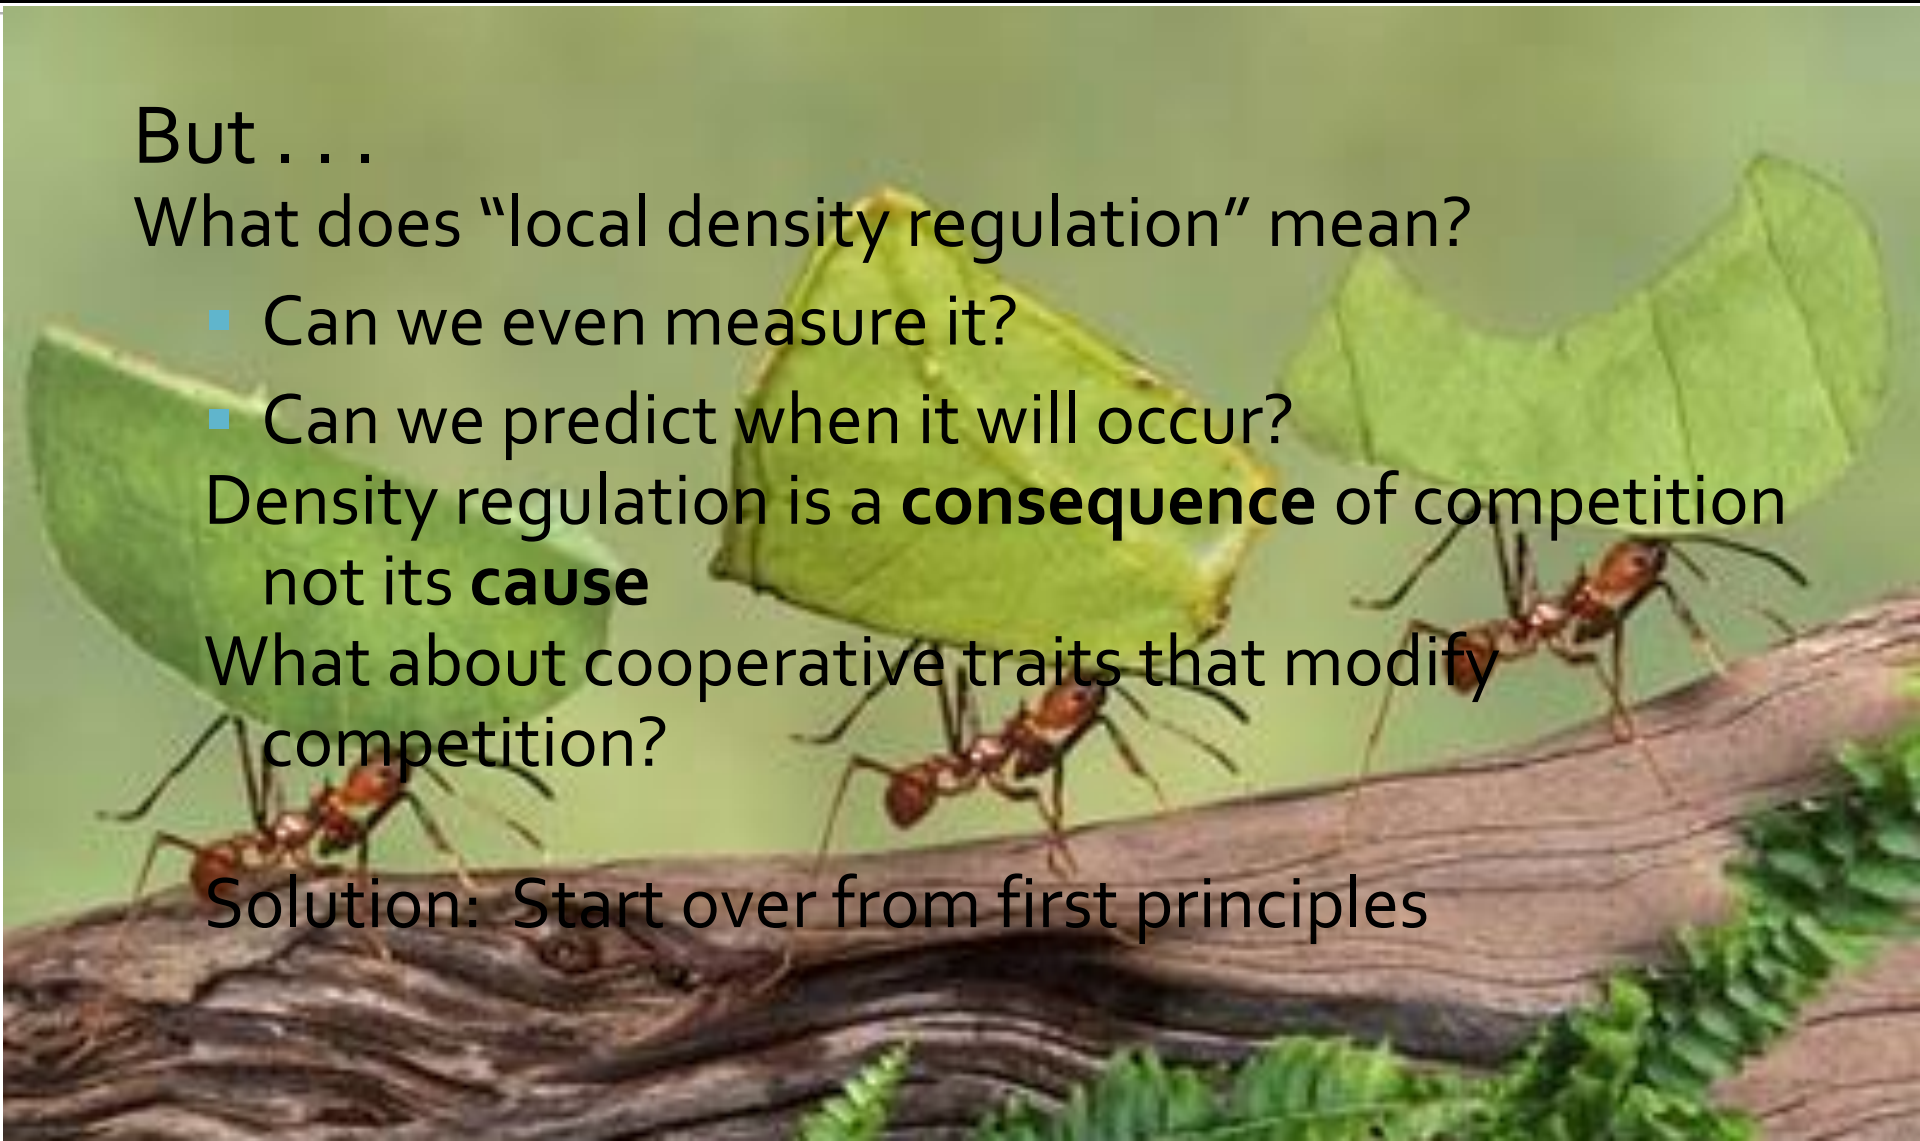 But . . .
What does “local density regulation” mean?
▪ Can we even measure it?
▪ Can we predict when it will occur?
Density regulation is a consequence of competition
not its cause
What about cooperative traits that modify
competition?
Solution:  Start over from first principles